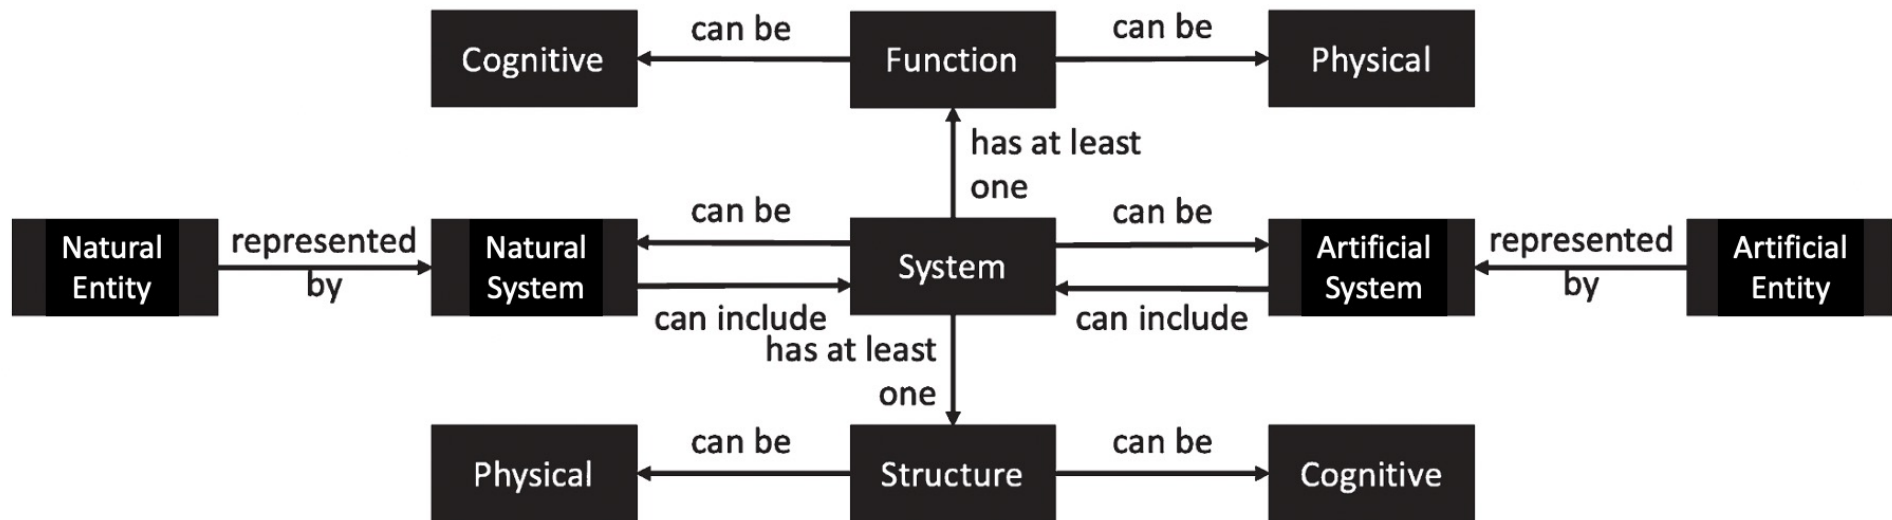 can be
can be
Cognitive
Function
Physical
has at least
one
can be
can be
Natural
Entity
represented
by
Natural
System
System
Artificial
System
represented
by
Artificial
Entity
can include
can include
has at least
one
can be
can be
Physical
Structure
Cognitive